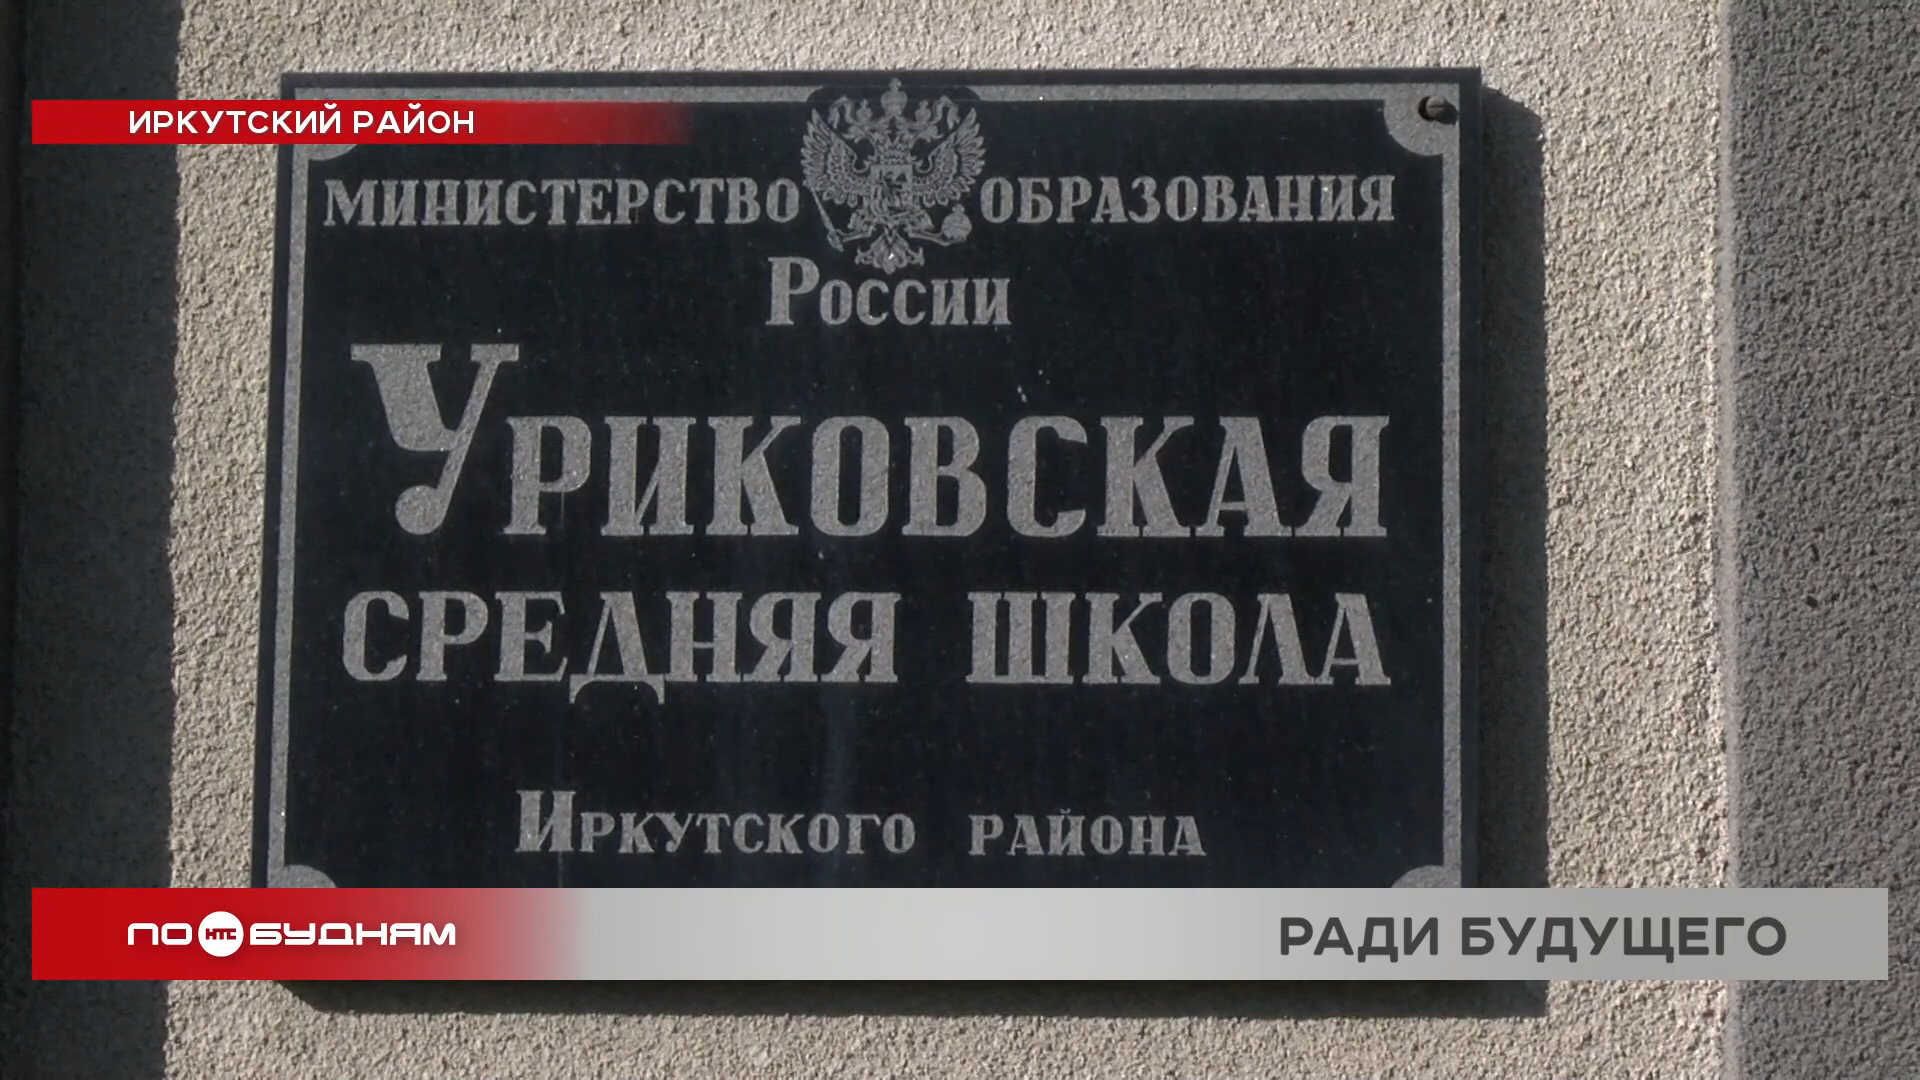 ИРКУТСКИЙ РАЙОН
МИНИСТЕРСТВО ОБРАЗОВАНИЯ
РОССИИ
УРИКОВСКАЯ
СРЕДНЯЯ ШКОЛА
ИРКУТСКОГО РАЙОНА
ПО НТС БУДНЯМ
РАДИ БУДУЩЕГО